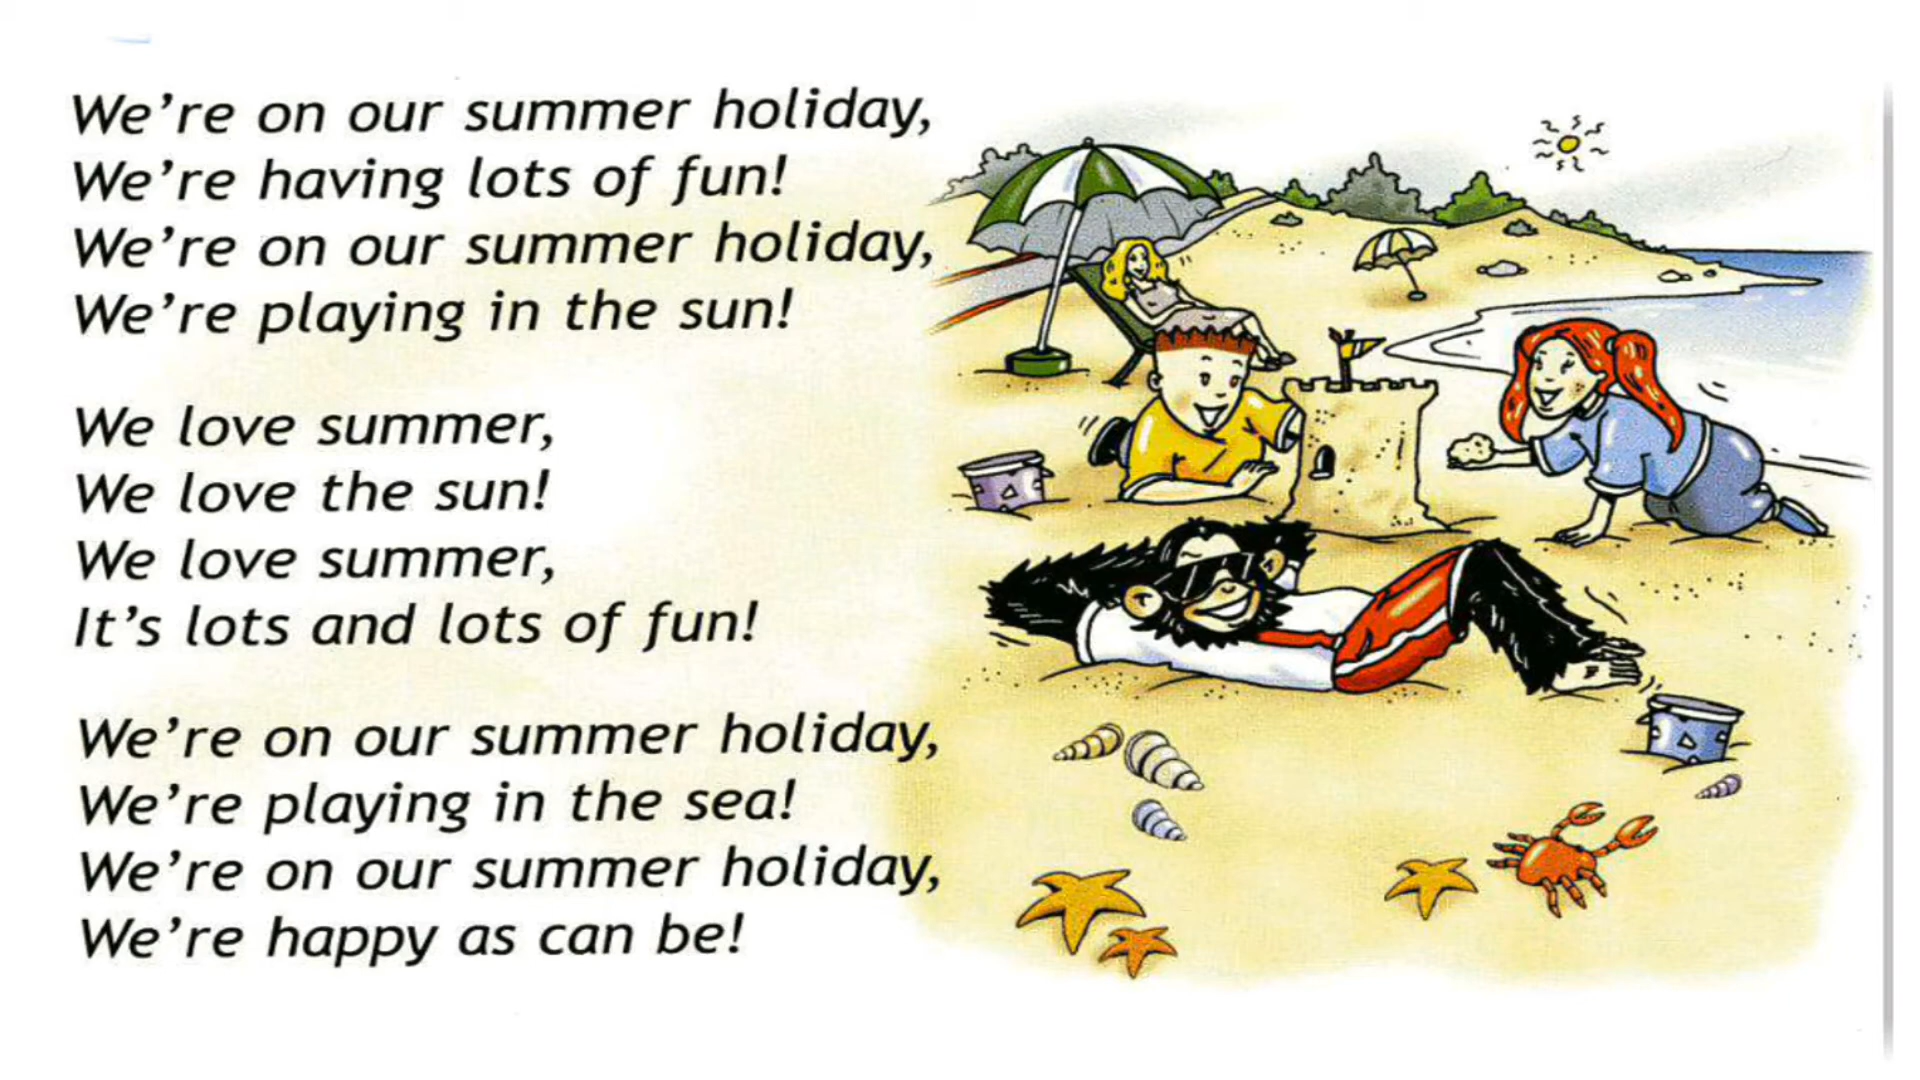 We're on our summer holiday,
We're having lots of fun!
We're on our summer holiday,
We're playing in the sun!
We love summer,
We love the sun!
We love summer,
It's lots and lots of fun!
We're on our summer holiday,
We're playing in the sea!
We're on our summer holiday,
We're happy as can be!